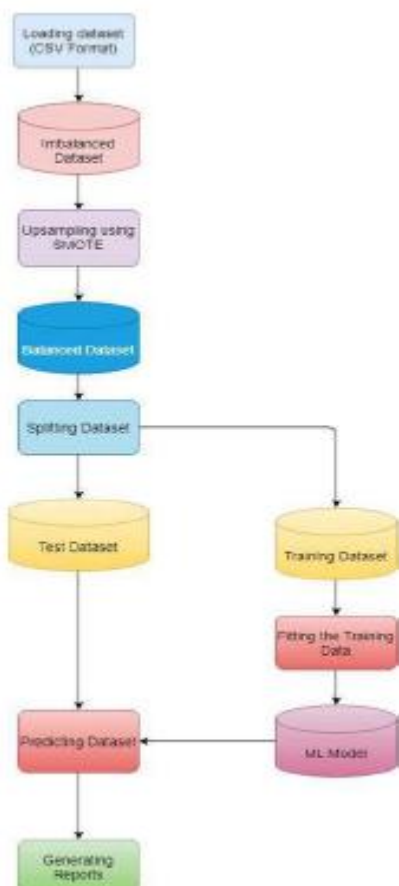 Loading dataset
(CSV Format)
Imbalanced
Dataset
Upsampling using
SMOTE
Balanced Dataset
Splitting Dataset
Test Dataset
Training Dataset
Fitting the Training
Data
Predicting Dataset
ML Model
Generating
Reports